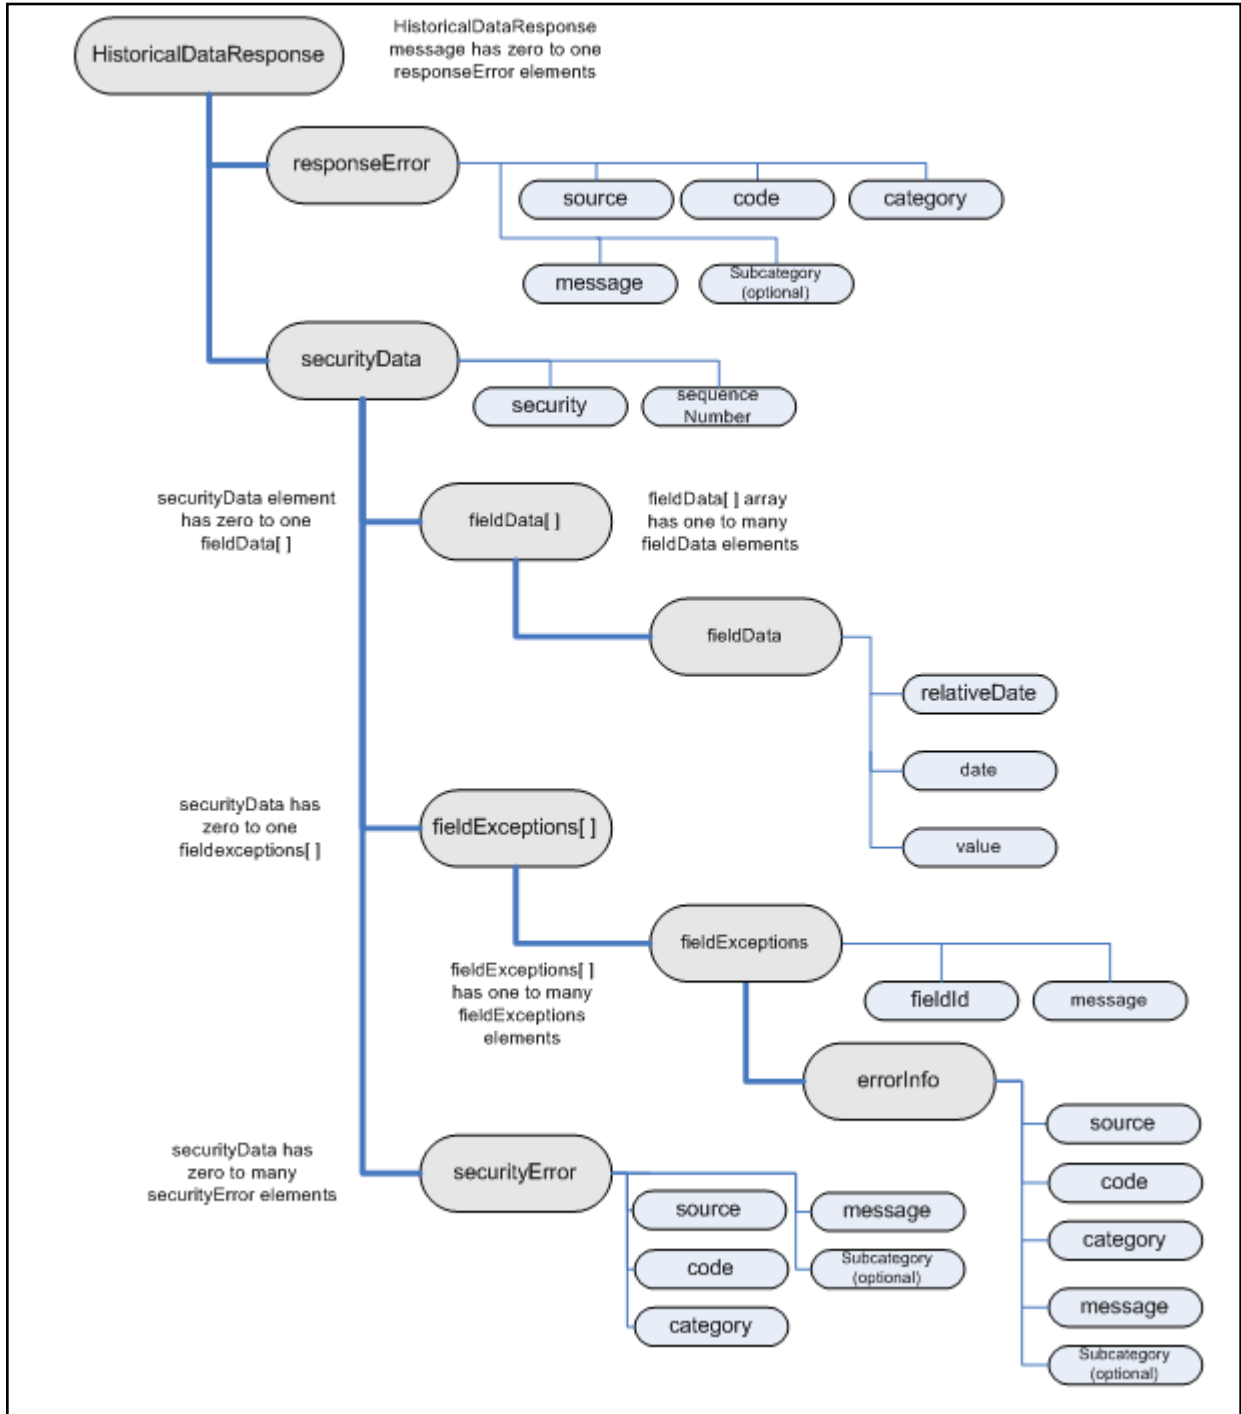 HistoricalDataResponse
HistoricalDataResponse
message has zero to one
responseError elements
responseError
source
code
category
message
Subcategory
(optional)
securityData
security
sequence
Number
securityData element
has zero to one
fieldData[ ]
fieldData[ ]
fieldData[ ] array
has one to many
fieldData elements
fieldData
relativeDate
date
value
securityData has
zero to one
fieldexceptions[ ]
fieldExceptions[ ]
fieldExceptions
fieldId
message
fieldExceptions[ ]
has one to many
fieldExceptions
elements
errorInfo
source
code
category
message
Subcategory
(optional)
securityData has
zero to many
securityError elements
securityError
source
code
category
message
Subcategory
(optional)